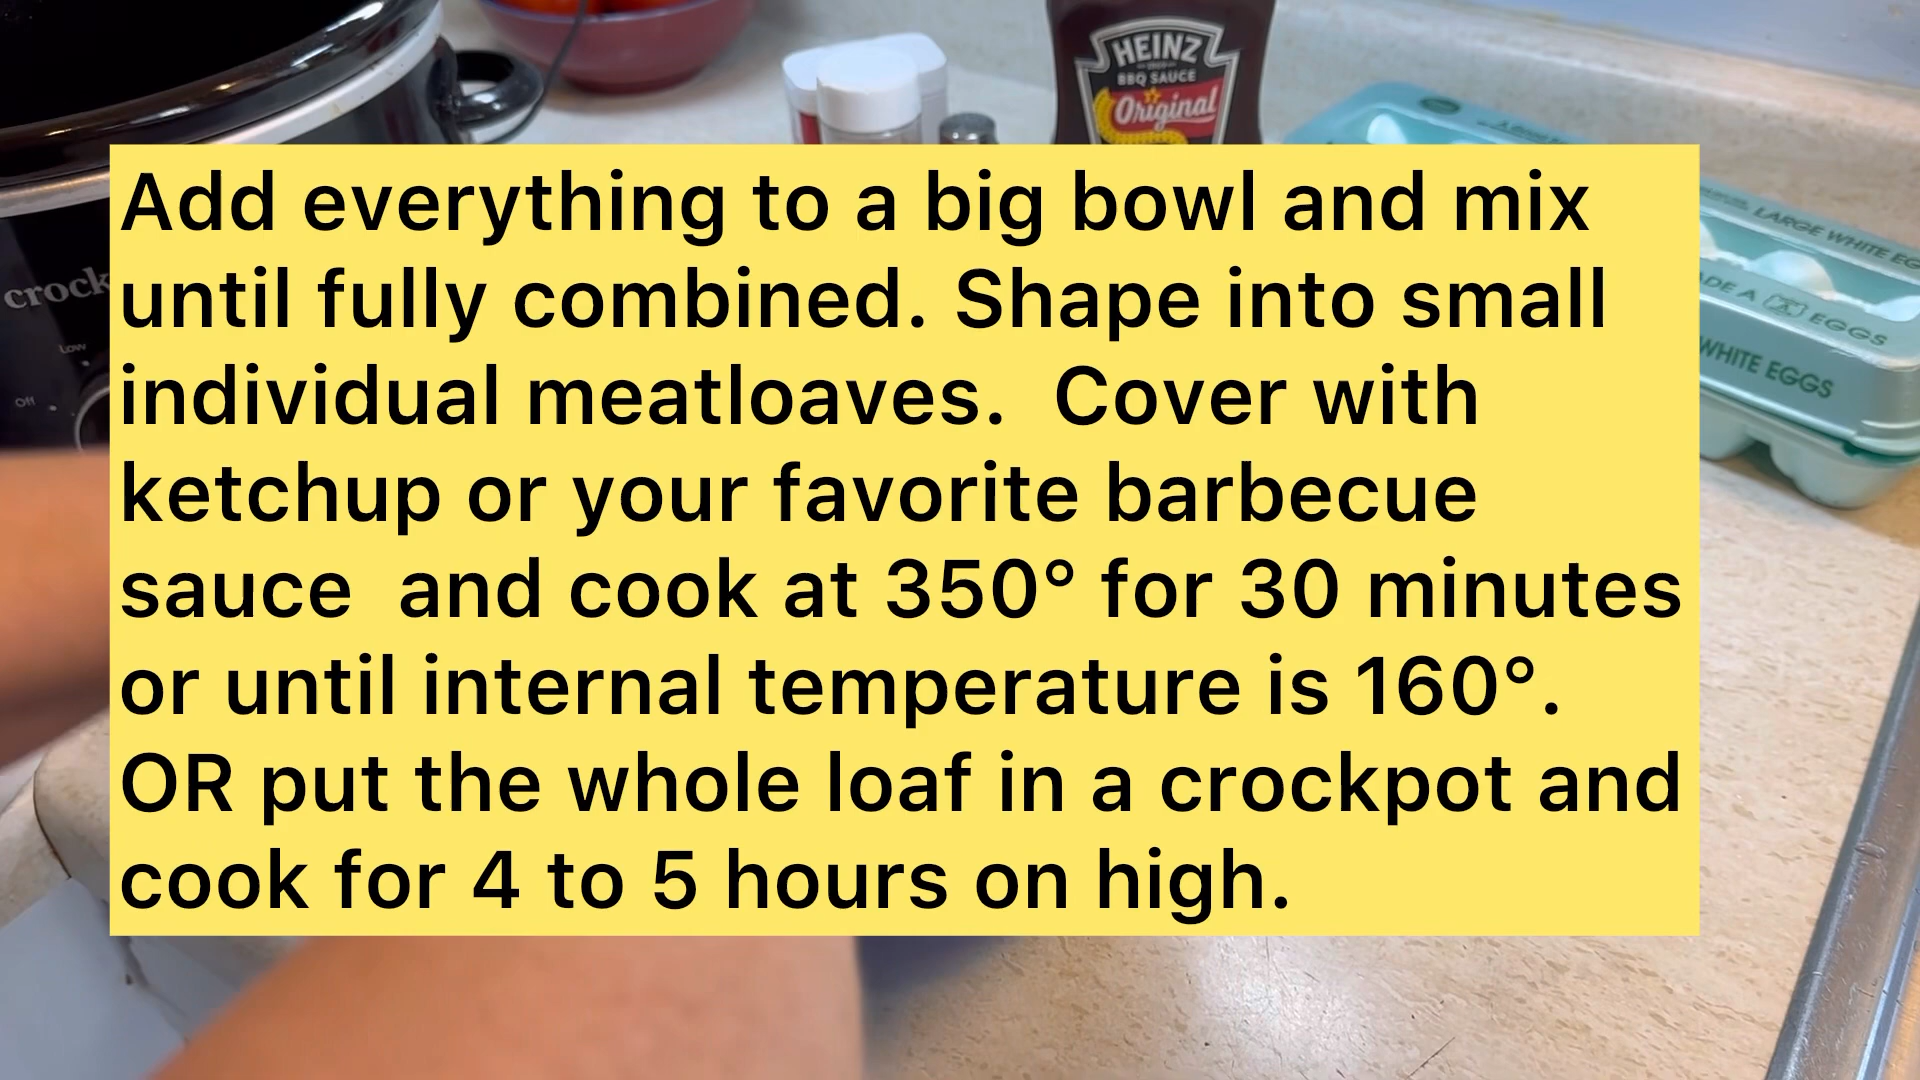 HEINZ
BBQ SAUCE
Original
LARGE WHITE
EGGS
WHITE EGGS
crock
Low
Off
Add everything to a big bowl and mix
until fully combined. Shape into small
individual meatloaves.  Cover with
ketchup or your favorite barbecue
sauce  and cook at 350° for 30 minutes
or until internal temperature is 160°.
OR put the whole loaf in a crockpot and
cook for 4 to 5 hours on high.